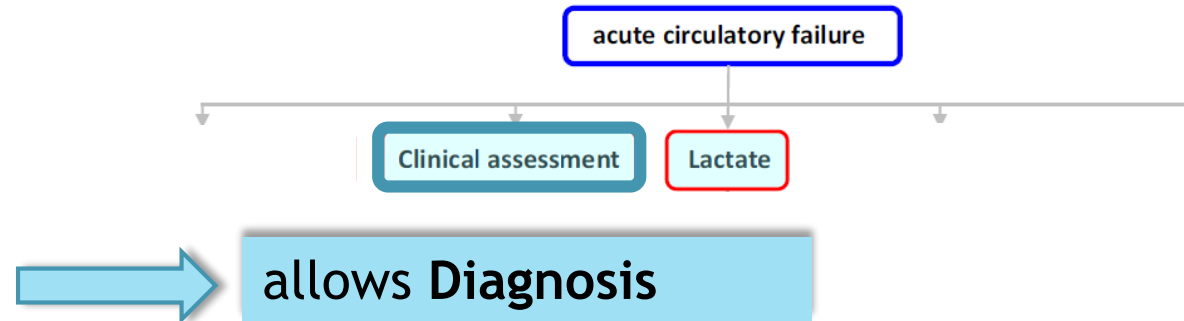 acute circulatory failure
Clinical assessment
Lactate
allows Diagnosis